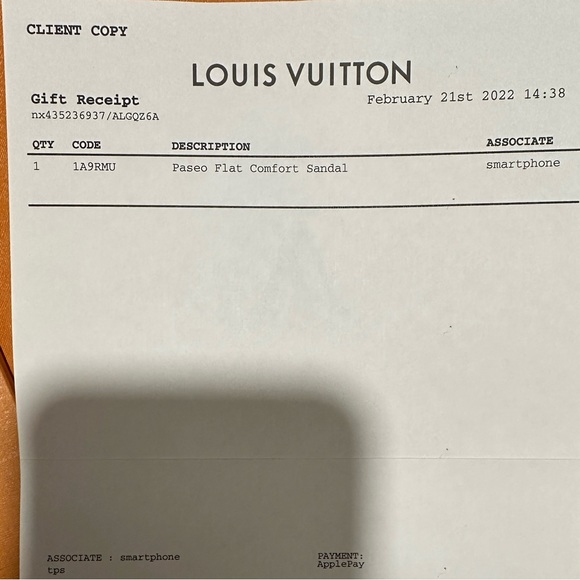 CLIENT COPY
LOUIS VUITTON
Gift Receipt February 21st 2022 14:38
nx435236937/ALGQZ6A
QTY CODE DESCRIPTION ASSOCIATE
1 1A9RMU Paseo Flat Comfort Sandal smartphone
ASSOCIATE : smartphone PAYMENT:
tps ApplePay